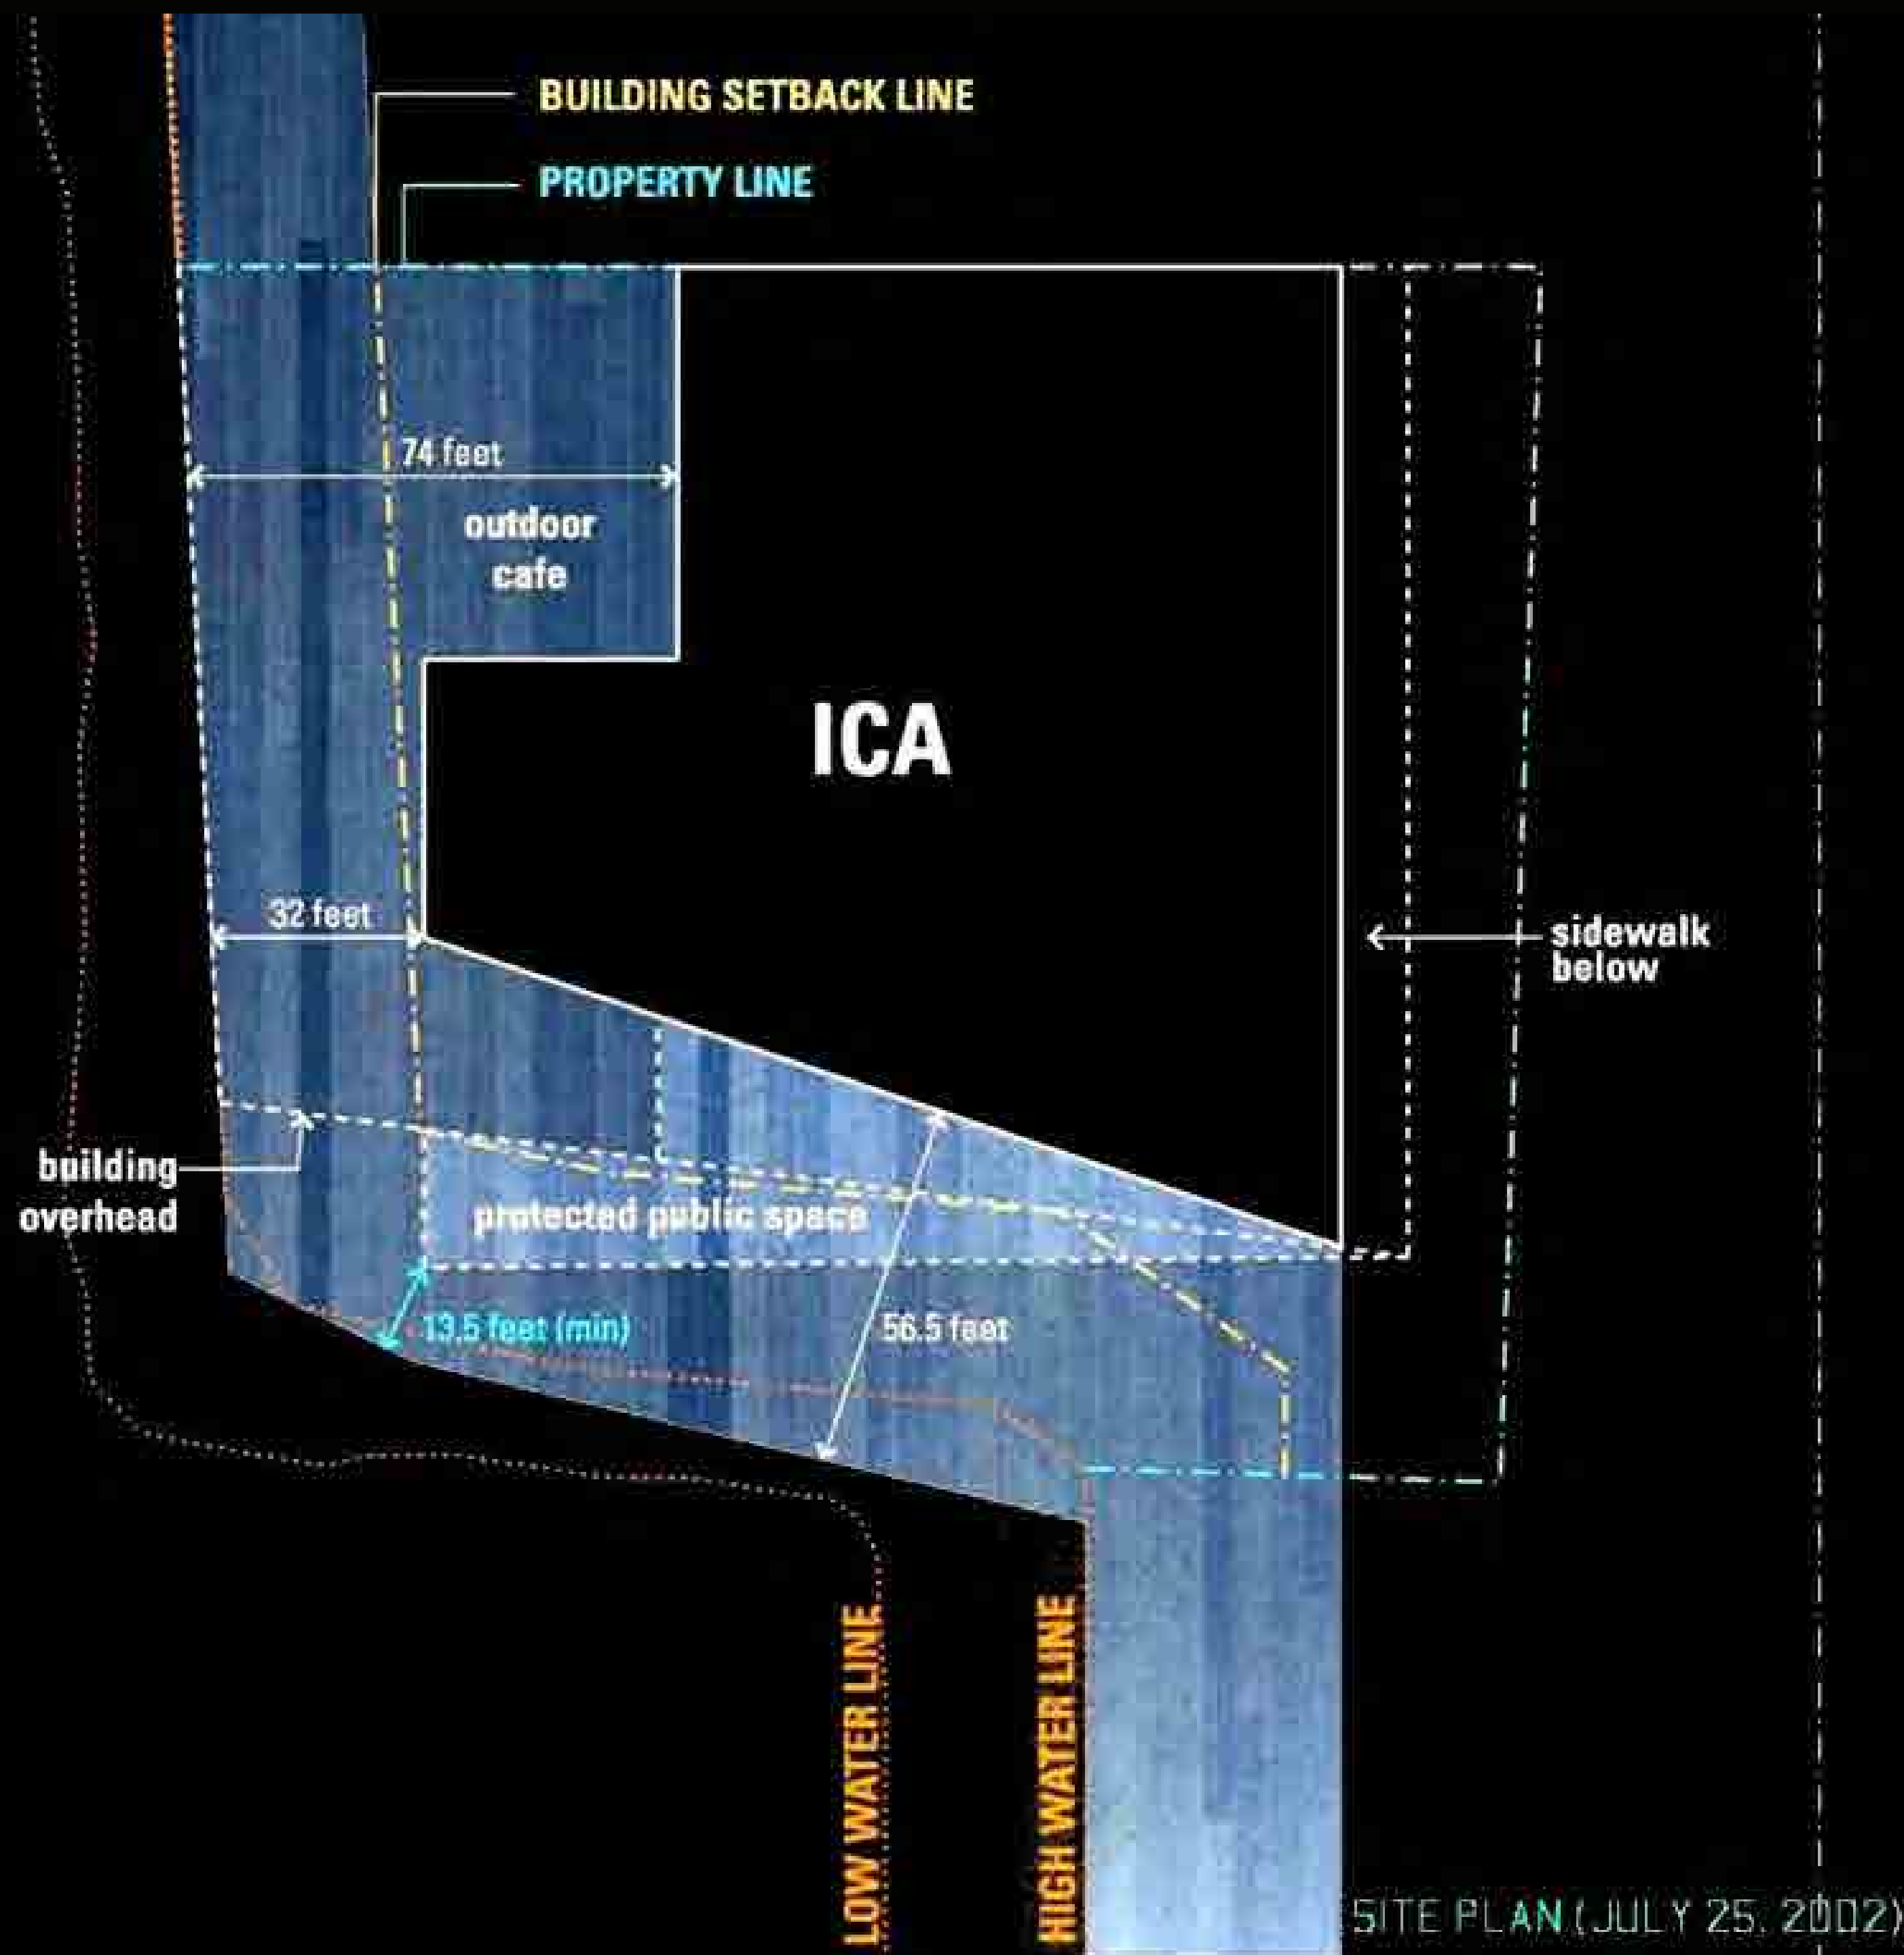 BUILDING SETBACK LINE
PROPERTY LINE
74 feet
outdoor
cafe
ICA
32 feet
sidewalk
below
building
overhead
protected public space
13.5 feet (min)
56.5 feet
LOW WATER LINE
HIGH WATER LINE
SITE PLAN (JULY 25, 2002)